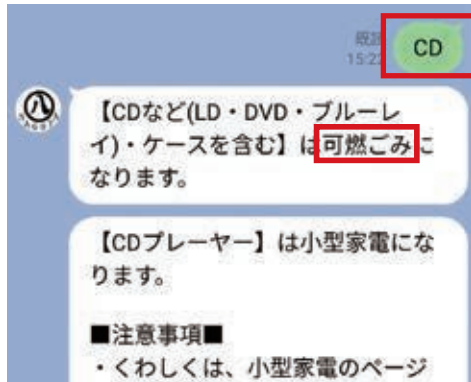 既読
15:22
CD
【CDなど(LD・DVD・ブルーレ
イ)・ケースを含む】は可燃ごみに
なります。
【CDプレーヤー】は小型家電にな
ります。
■注意事項■
・くわしくは、小型家電のページ